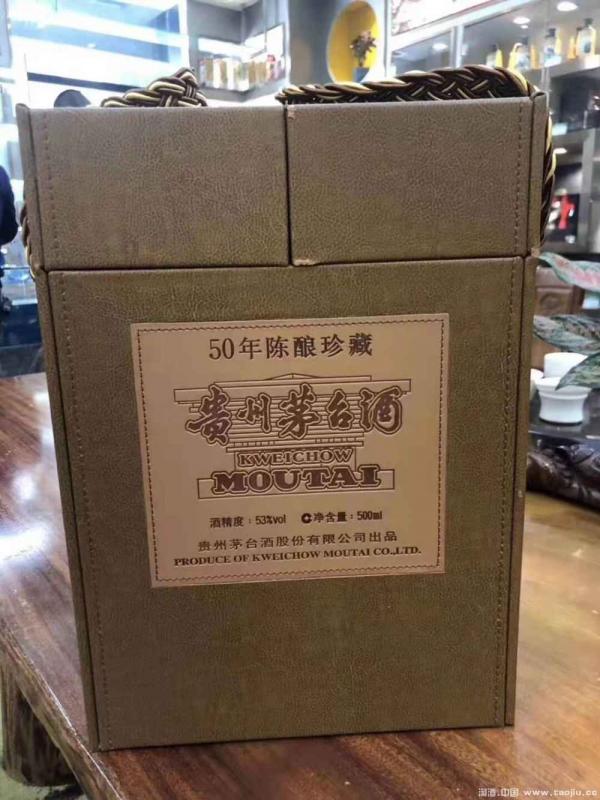 50年陈酿珍藏
贵州茅台酒
KWEICHOW
MOUTAI
酒精度：53%vol C净含量：500ml
贵州茅台酒股份有限公司出品
PRODUCE OF KWEICHOW MOUTAI CO.,LTD.
淘酒.中国 www.taojiu.cc